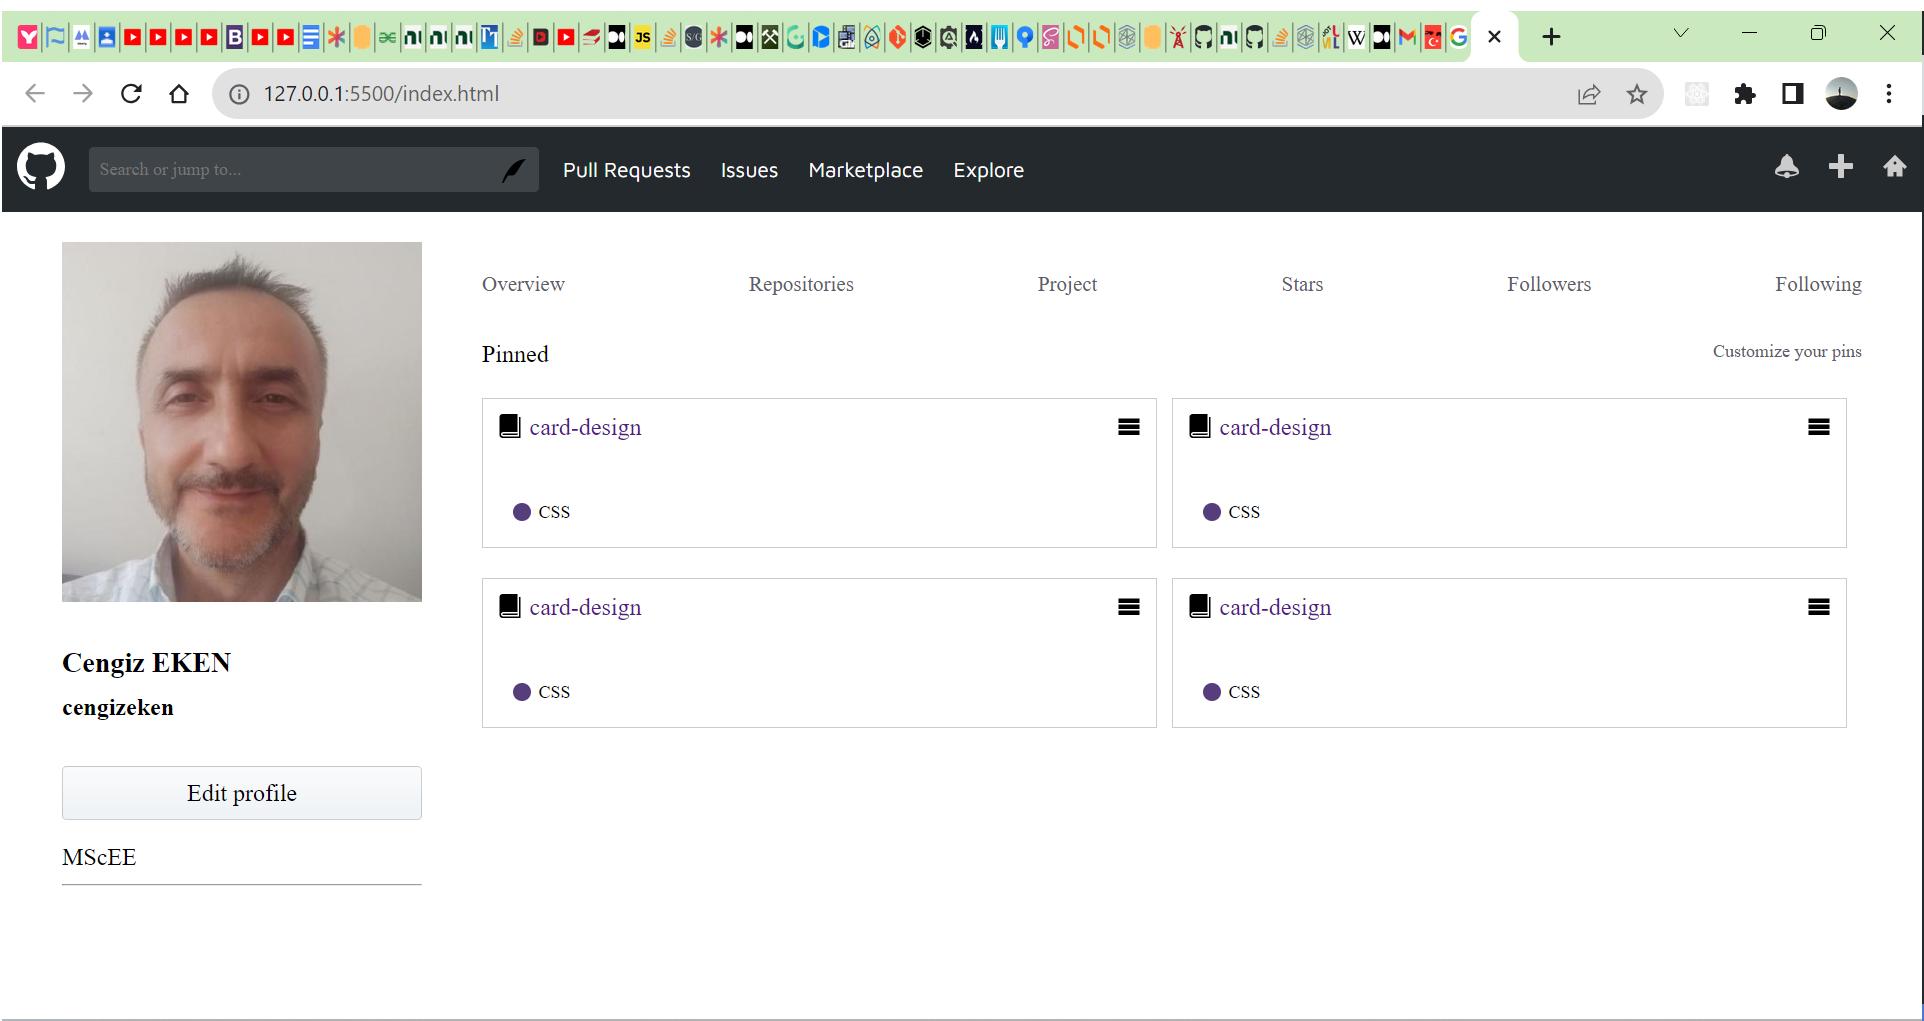 127.0.0.1:5500/index.html
Search or jump to...
Pull Requests
Issues
Marketplace
Explore
Overview
Repositories
Project
Stars
Followers
Following
Pinned
Customize your pins
card-design
CSS
card-design
CSS
card-design
CSS
card-design
CSS
Cengiz EKEN
cengizeken
Edit profile
MScEE